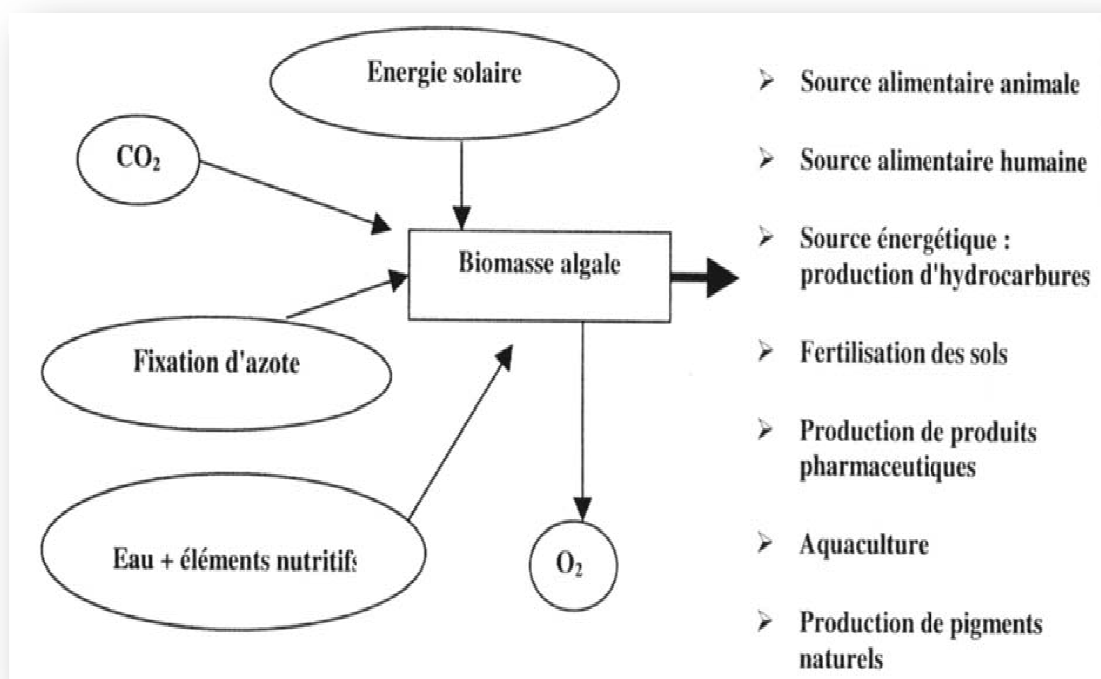 Energie solaire
CO₂
Biomasse algale
Fixation d'azote
Eau + éléments nutritifs
O₂
➢ Source alimentaire animale
➢ Source alimentaire humaine
➢ Source énergétique :
production d'hydrocarbures
➢ Fertilisation des sols
➢ Production de produits
pharmaceutiques
➢ Aquaculture
➢ Production de pigments
naturels